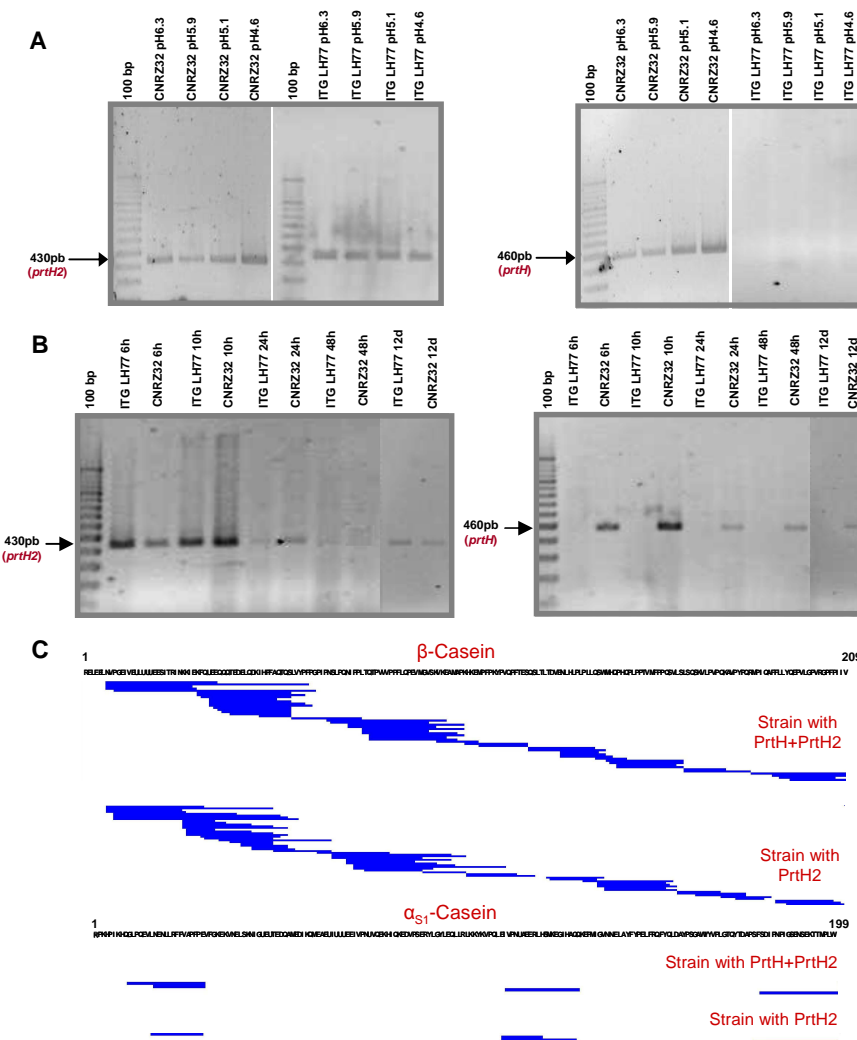 A
100 bp
CNRZ32 pH6.3
CNRZ32 pH5.9
CNRZ32 pH5.1
CNRZ32 pH4.6
100 bp
ITG LH77 pH6.3
ITG LH77 pH5.9
ITG LH77 pH5.1
ITG LH77 pH4.6
430pb
(prtH2)
100 bp
CNRZ32 pH6.3
CNRZ32 pH5.9
CNRZ32 pH5.1
CNRZ32 pH4.6
ITG LH77 pH6.3
ITG LH77 pH5.9
ITG LH77 pH5.1
ITG LH77 pH4.6
460pb
(prtH)
B
100 bp
ITG LH77 6h
CNRZ32 6h
ITG LH77 10h
CNRZ32 10h
ITG LH77 24h
CNRZ32 24h
ITG LH77 48h
CNRZ32 48h
ITG LH77 12d
CNRZ32 12d
430pb
(prtH2)
100 bp
ITG LH77 6h
CNRZ32 6h
ITG LH77 10h
CNRZ32 10h
ITG LH77 24h
CNRZ32 24h
ITG LH77 48h
CNRZ32 48h
ITG LH77 12d
CNRZ32 12d
460pb
(prtH)
C
1
β-Casein
209
Strain with
PrtH+PrtH2
Strain with
PrtH2
1
αS1-Casein
199
Strain with PrtH+PrtH2
Strain with PrtH2